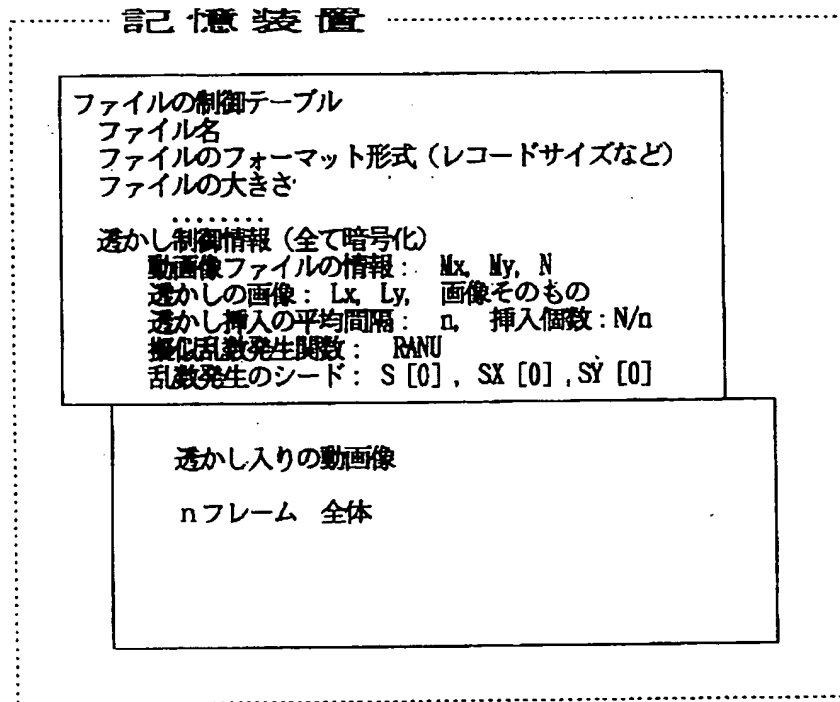 記憶装置
ファイルの制御テーブル
ファイル名
ファイルのフォーマット形式（レコードサイズなど）
ファイルの大きさ
........
透かし制御情報（全て暗号化）
動画像ファイルの情報： Mx, My, N
透かしの画像： Lx, Ly, 画像そのもの
透かし挿入の平均間隔： n, 挿入個数：N/n
擬似乱数発生関数： RANU
乱数発生のシード： S [0] , SX [0] , SY [0]
透かし入りの動画像
nフレーム 全体